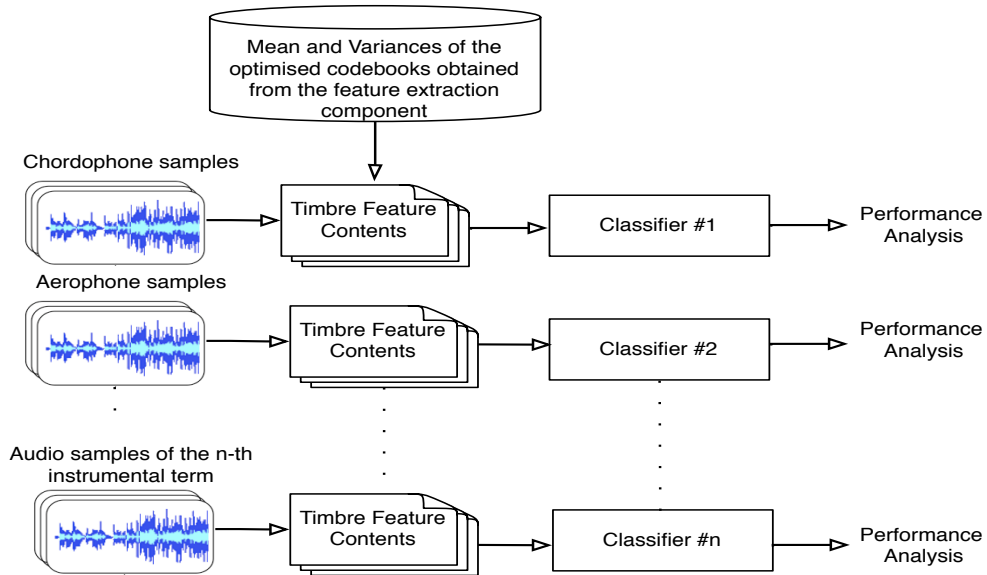 Mean and Variances of the
optimised codebooks obtained
from the feature extraction
component
Chordophone samples
Timbre Feature
Contents
Classifier #1
Performance
Analysis
Aerophone samples
Timbre Feature
Contents
Classifier #2
Performance
Analysis
Audio samples of the n-th
instrumental term
Timbre Feature
Contents
Classifier #n
Performance
Analysis